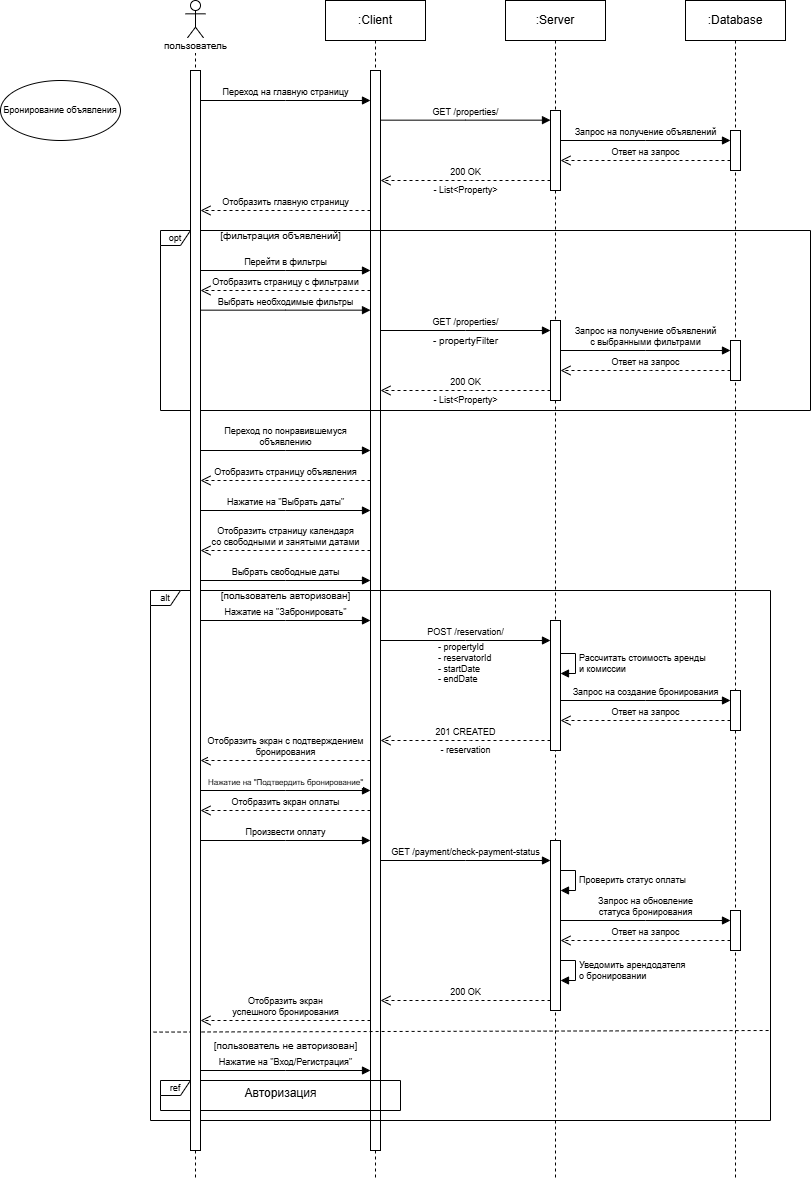 :Client
:Server
:Database
пользователь
Бронирование объявления
Переход на главную страницу
GET /properties/
Запрос на получение объявлений
Ответ на запрос
200 OK
- List<Property>
Отобразить главную страницу
opt
[фильтрация объявлений]
Перейти в фильтры
Отобразить страницу с фильтрами
Выбрать необходимые фильтры
GET /properties/
- propertyFilter
Запрос на получение объявлений
с выбранными фильтрами
Ответ на запрос
200 OK
- List<Property>
Переход по понравившемуся
объявлению
Отобразить страницу объявления
Нажатие на "Выбрать даты"
Отобразить страницу календаря
со свободными и занятыми датами
Выбрать свободные даты
alt
[пользователь авторизован]
Нажатие на "Забронировать"
POST /reservation/
- propertyId
- reservatorId
- startDate
- endDate
Рассчитать стоимость аренды
и комиссии
Запрос на создание бронирования
Ответ на запрос
201 CREATED
- reservation
Отобразить экран с подтверждением
бронирования
Нажатие на "Подтвердить бронирование"
Отобразить экран оплаты
Произвести оплату
GET /payment/check-payment-status
Проверить статус оплаты
Запрос на обновление
статуса бронирования
Ответ на запрос
Уведомить арендодателя
о бронировании
200 OK
Отобразить экран
успешного бронирования
[пользователь не авторизован]
Нажатие на "Вход/Регистрация"
ref
Авторизация